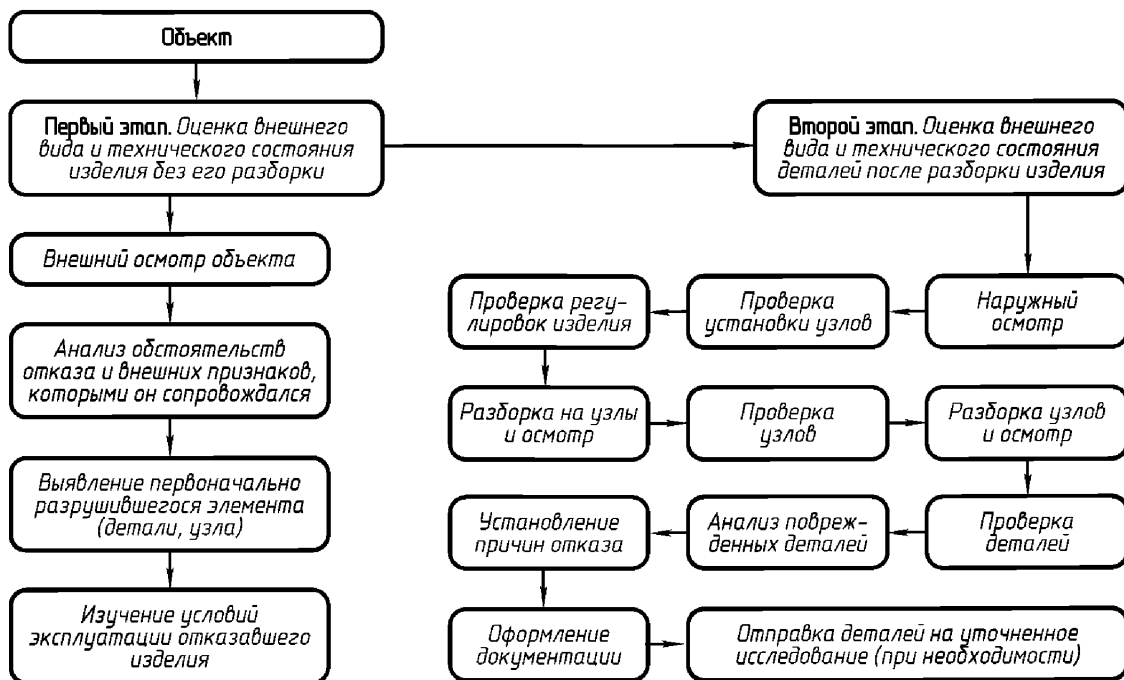 Объект
Первый этап. Оценка внешнего
вида и технического состояния
изделия без его разборки
Внешний осмотр объекта
Анализ обстоятельств
отказа и внешних признаков,
которыми он сопровождался
Выявление первоначально
разрушившегося элемента
(детали, узла)
Изучение условий
эксплуатации отказавшего
изделия
Второй этап. Оценка внешнего
вида и технического состояния
деталей после разборки изделия
Наружный
осмотр
Проверка
установки узлов
Проверка регу-
лировок изделия
Разборка на узлы
и осмотр
Проверка
узлов
Разборка узлов
и осмотр
Проверка
деталей
Анализ повреж-
денных деталей
Установление
причин отказа
Оформление
документации
Отправка деталей на уточненное
исследование (при необходимости)